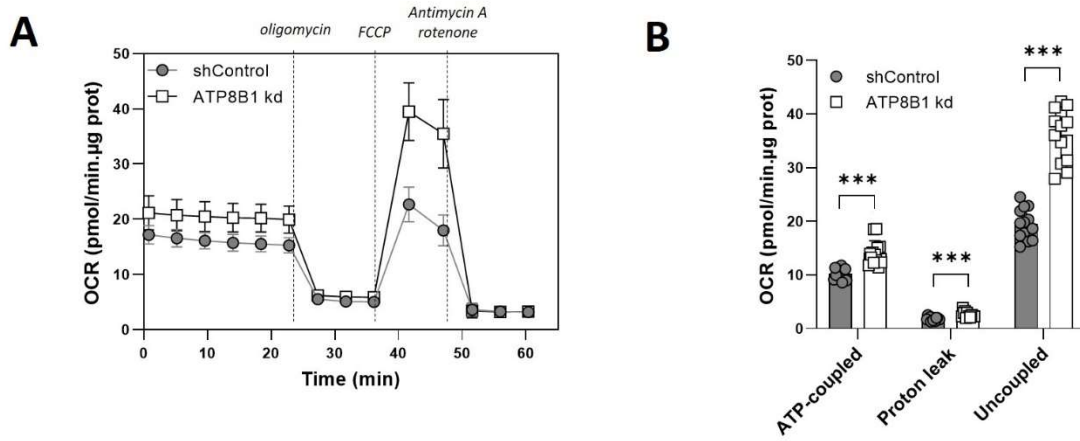 A
oligomycin
FCCP
Antimycin A
rotenone
shControl
ATP8B1 kd
OCR (pmol/min.µg prot)
50
40
30
20
10
0
0 10 20 30 40 50 60
Time (min)
B
shControl
ATP8B1 kd
OCR (pmol/min.µg prot)
50
40
30
20
10
0
***
***
***
ATP-coupled
Proton leak
Uncoupled